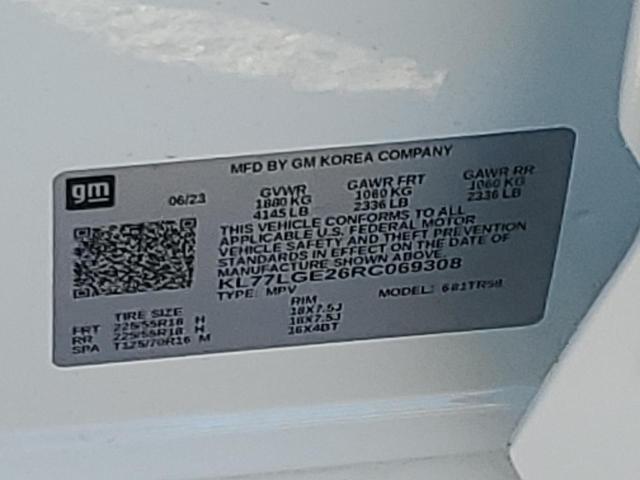 MFD BY GM KOREA COMPANY
gm
06/23 GVWR GAWR FRT GAWR RR
1880 KG 1060 KG 1060 KG
4145 LB 2336 LB 2336 LB
THIS VEHICLE CONFORMS TO ALL
APPLICABLE U.S. FEDERAL MOTOR
VEHICLE SAFETY AND THEFT PREVENTION
STANDARDS IN EFFECT ON THE DATE OF
MANUFACTURE SHOWN ABOVE.
KL77LGE26RC069308
TYPE: MPV MODEL:
TIRE SIZE RIM
FRT 225/55R18 H 18X7.5J
RR 225/55R18 H 18X7.5J
SPA T125/70R16 M 16X4BT